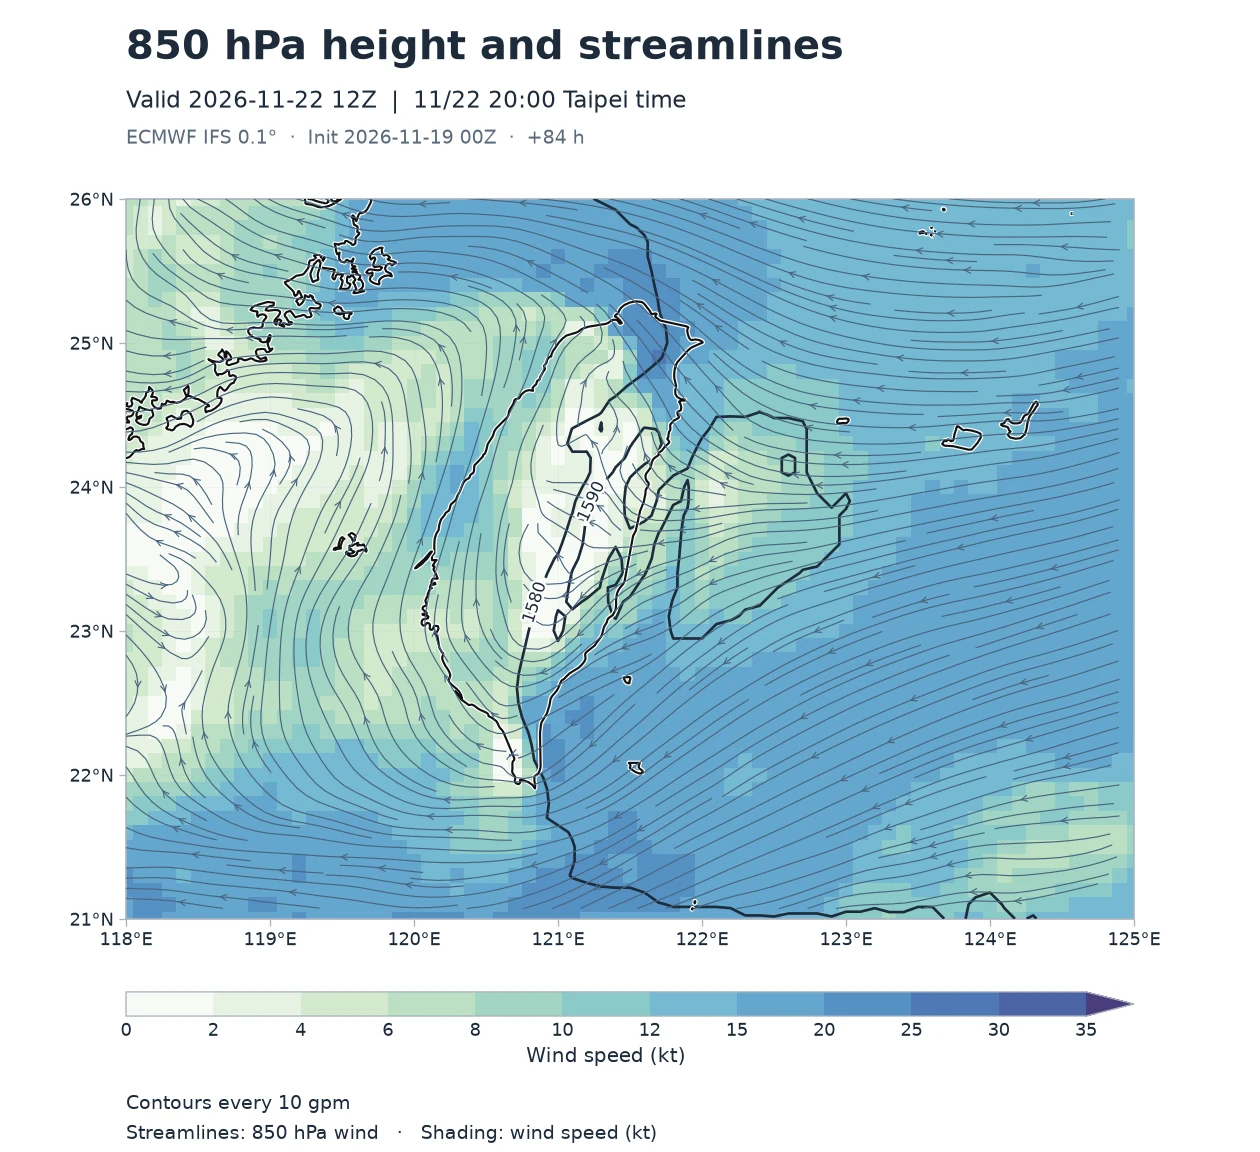 850 hPa height and streamlines
Valid 2026-11-22 12Z | 11/22 20:00 Taipei time
ECMWF IFS 0.1° · Init 2026-11-19 00Z · +84 h
26°N
25°N
24°N
23°N
22°N
21°N
1590
1580
118°E 119°E 120°E 121°E 122°E 123°E 124°E 125°E
0 2 4 6 8 10 12 15 20 25 30 35
Wind speed (kt)
Contours every 10 gpm
Streamlines: 850 hPa wind · Shading: wind speed (kt)